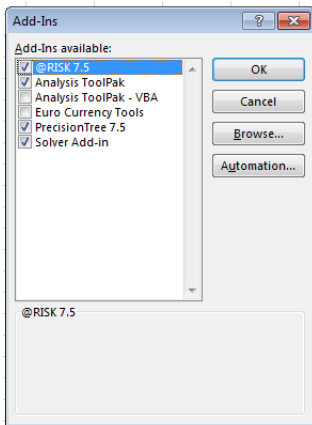 Add-Ins
?
Add-Ins available:
@RISK 7.5
Analysis ToolPak
Analysis ToolPak - VBA
Euro Currency Tools
PrecisionTree 7.5
Solver Add-in
OK
Cancel
Browse...
Automation...
@RISK 7.5